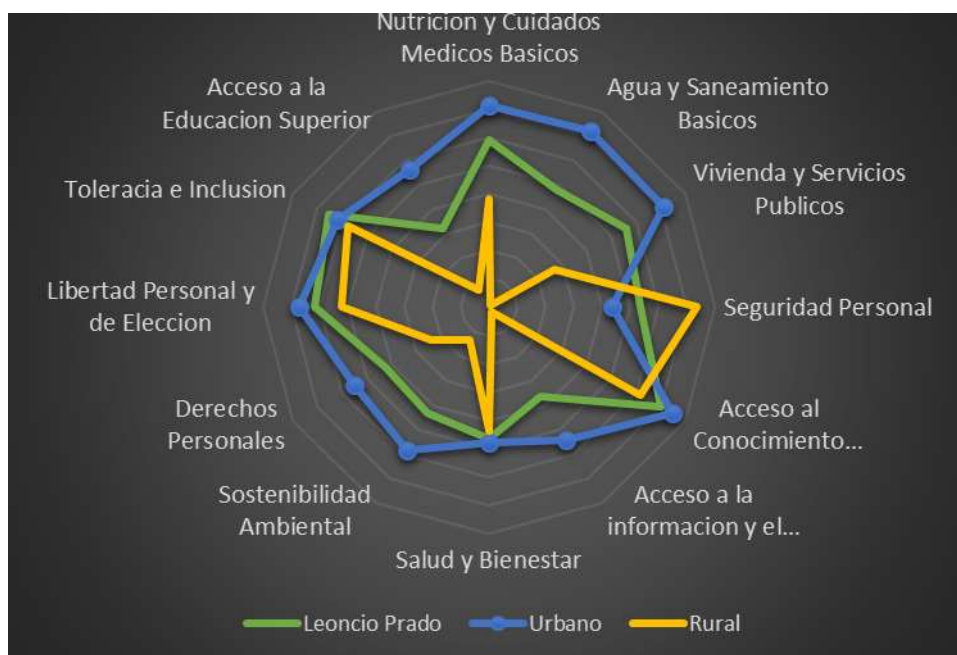 Nutricion y Cuidados
Medicos Basicos
Agua y Saneamiento
Basicos
Vivienda y Servicios
Publicos
Seguridad Personal
Acceso al
Conocimiento...
Acceso a la
informacion y el...
Salud y Bienestar
Sostenibilidad
Ambiental
Derechos
Personales
Libertad Personal y
de Eleccion
Toleracia e Inclusion
Acceso a la
Educacion Superior
Leoncio Prado
Urbano
Rural